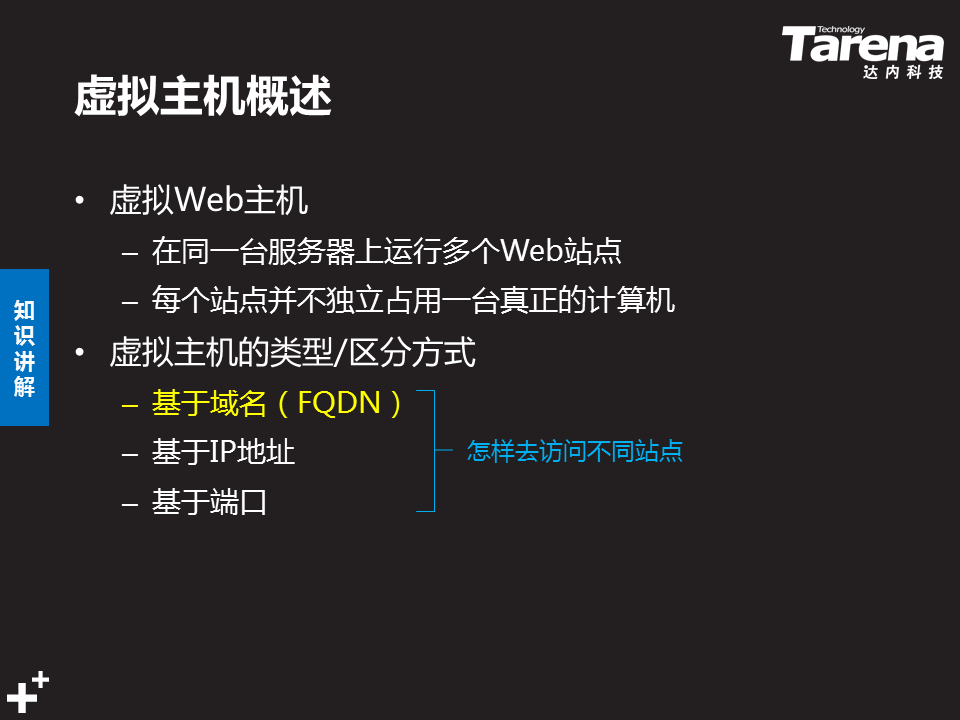 Technology
Tarena
达内科技
虚拟主机概述
• 虚拟Web主机
– 在同一台服务器上运行多个Web站点
– 每个站点并不独立占用一台真正的计算机
• 虚拟主机的类型/区分方式
– 基于域名（FQDN）
– 基于IP地址
– 基于端口
怎样去访问不同站点
知识讲解